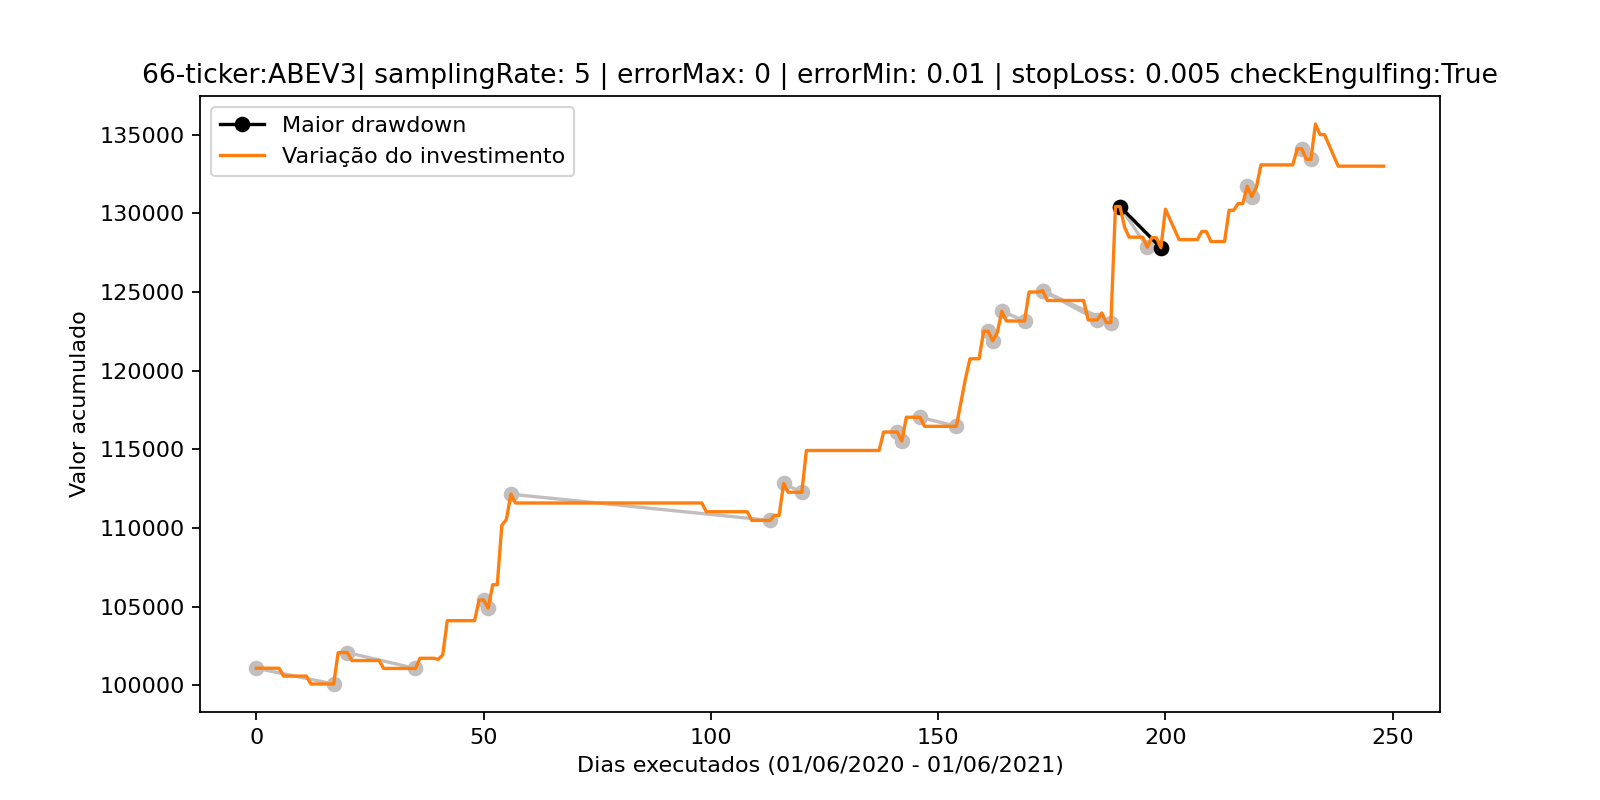 66-ticker:ABEV3| samplingRate: 5 | errorMax: 0 | errorMin: 0.01 | stopLoss: 0.005 checkEngulfing:True
Maior drawdown
Variação do investimento
135000
130000
125000
120000
115000
110000
105000
100000
Valor acumulado
0 50 100 150 200 250
Dias executados (01/06/2020 - 01/06/2021)